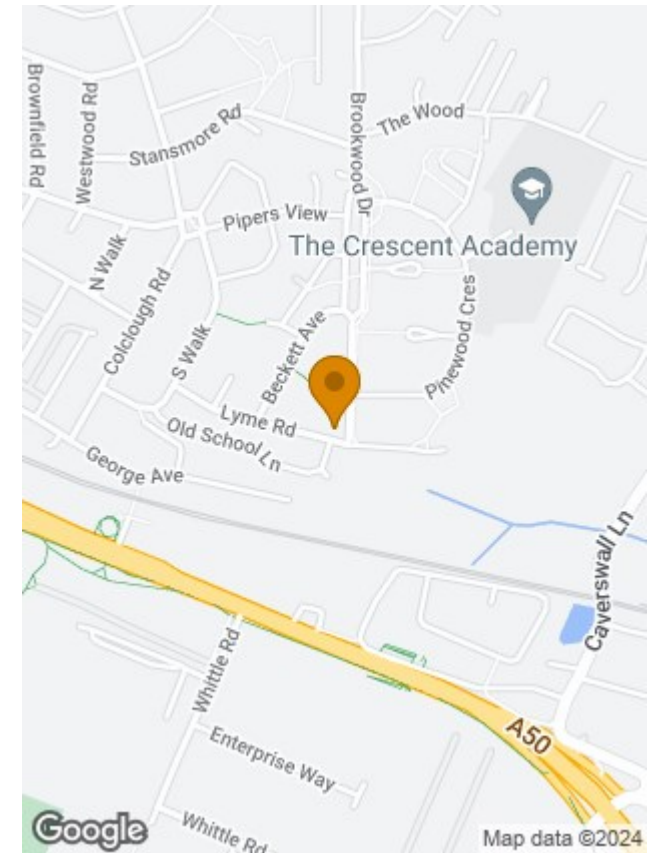 Brownfield Rd
Westwood Rd
Stansmore Rd
Brookwood Dr
The Wood
Pipers View
The Crescent Academy
N Walk
Colclough Rd
S Walk
Beckett Ave
Pinewood Cres
Lyme Rd
Old School Ln
George Ave
Caverswall Ln
Whittle Rd
A50
Enterprise Way
Whittle Rd
Google
Map data ©2024